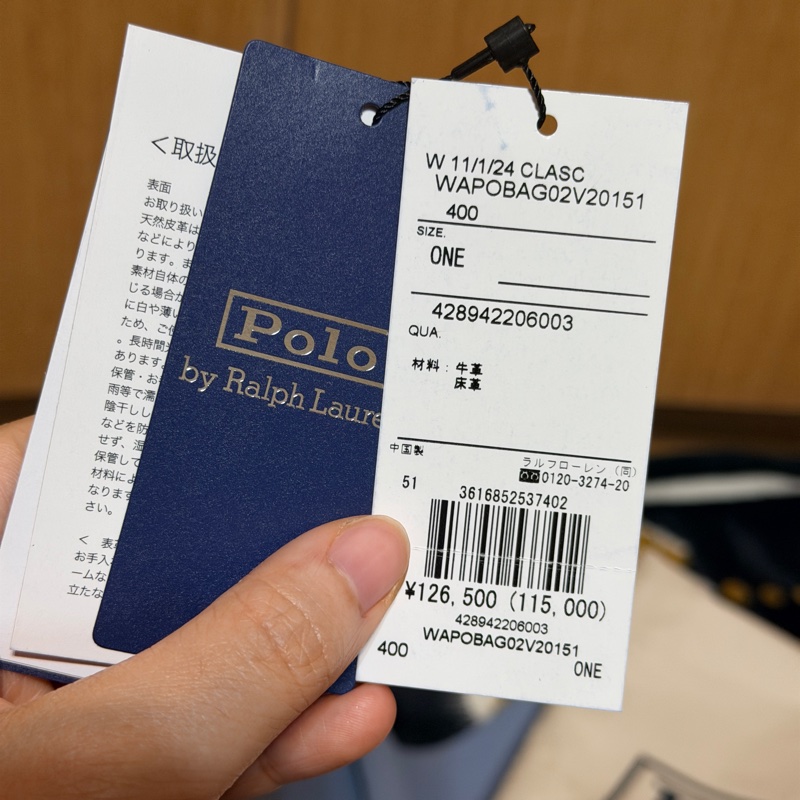 <取扱
表面
お取り扱い
天然皮革は
などにより
ります。ま
素材自体の
じる場合が
に白や薄い
ため、ご使
。長時間
あります。
保管・お
雨等で濡
陰干しし
などを防
せず、湿
保管して
材料によ
なります
さい。
< 表
お手入
ームな
立たな
Polo
by Ralph Laure
W 11/1/24 CLASC
WAPOBAG02V20151
400
SIZE.
ONE
428942206003
QUA.
材料:牛革
床革
中国製
ラルフローレン(同)
0120-3274-20
51
3616852537402
¥126,500 (115,000)
428942206003
WAPOBAG02V20151
400
ONE